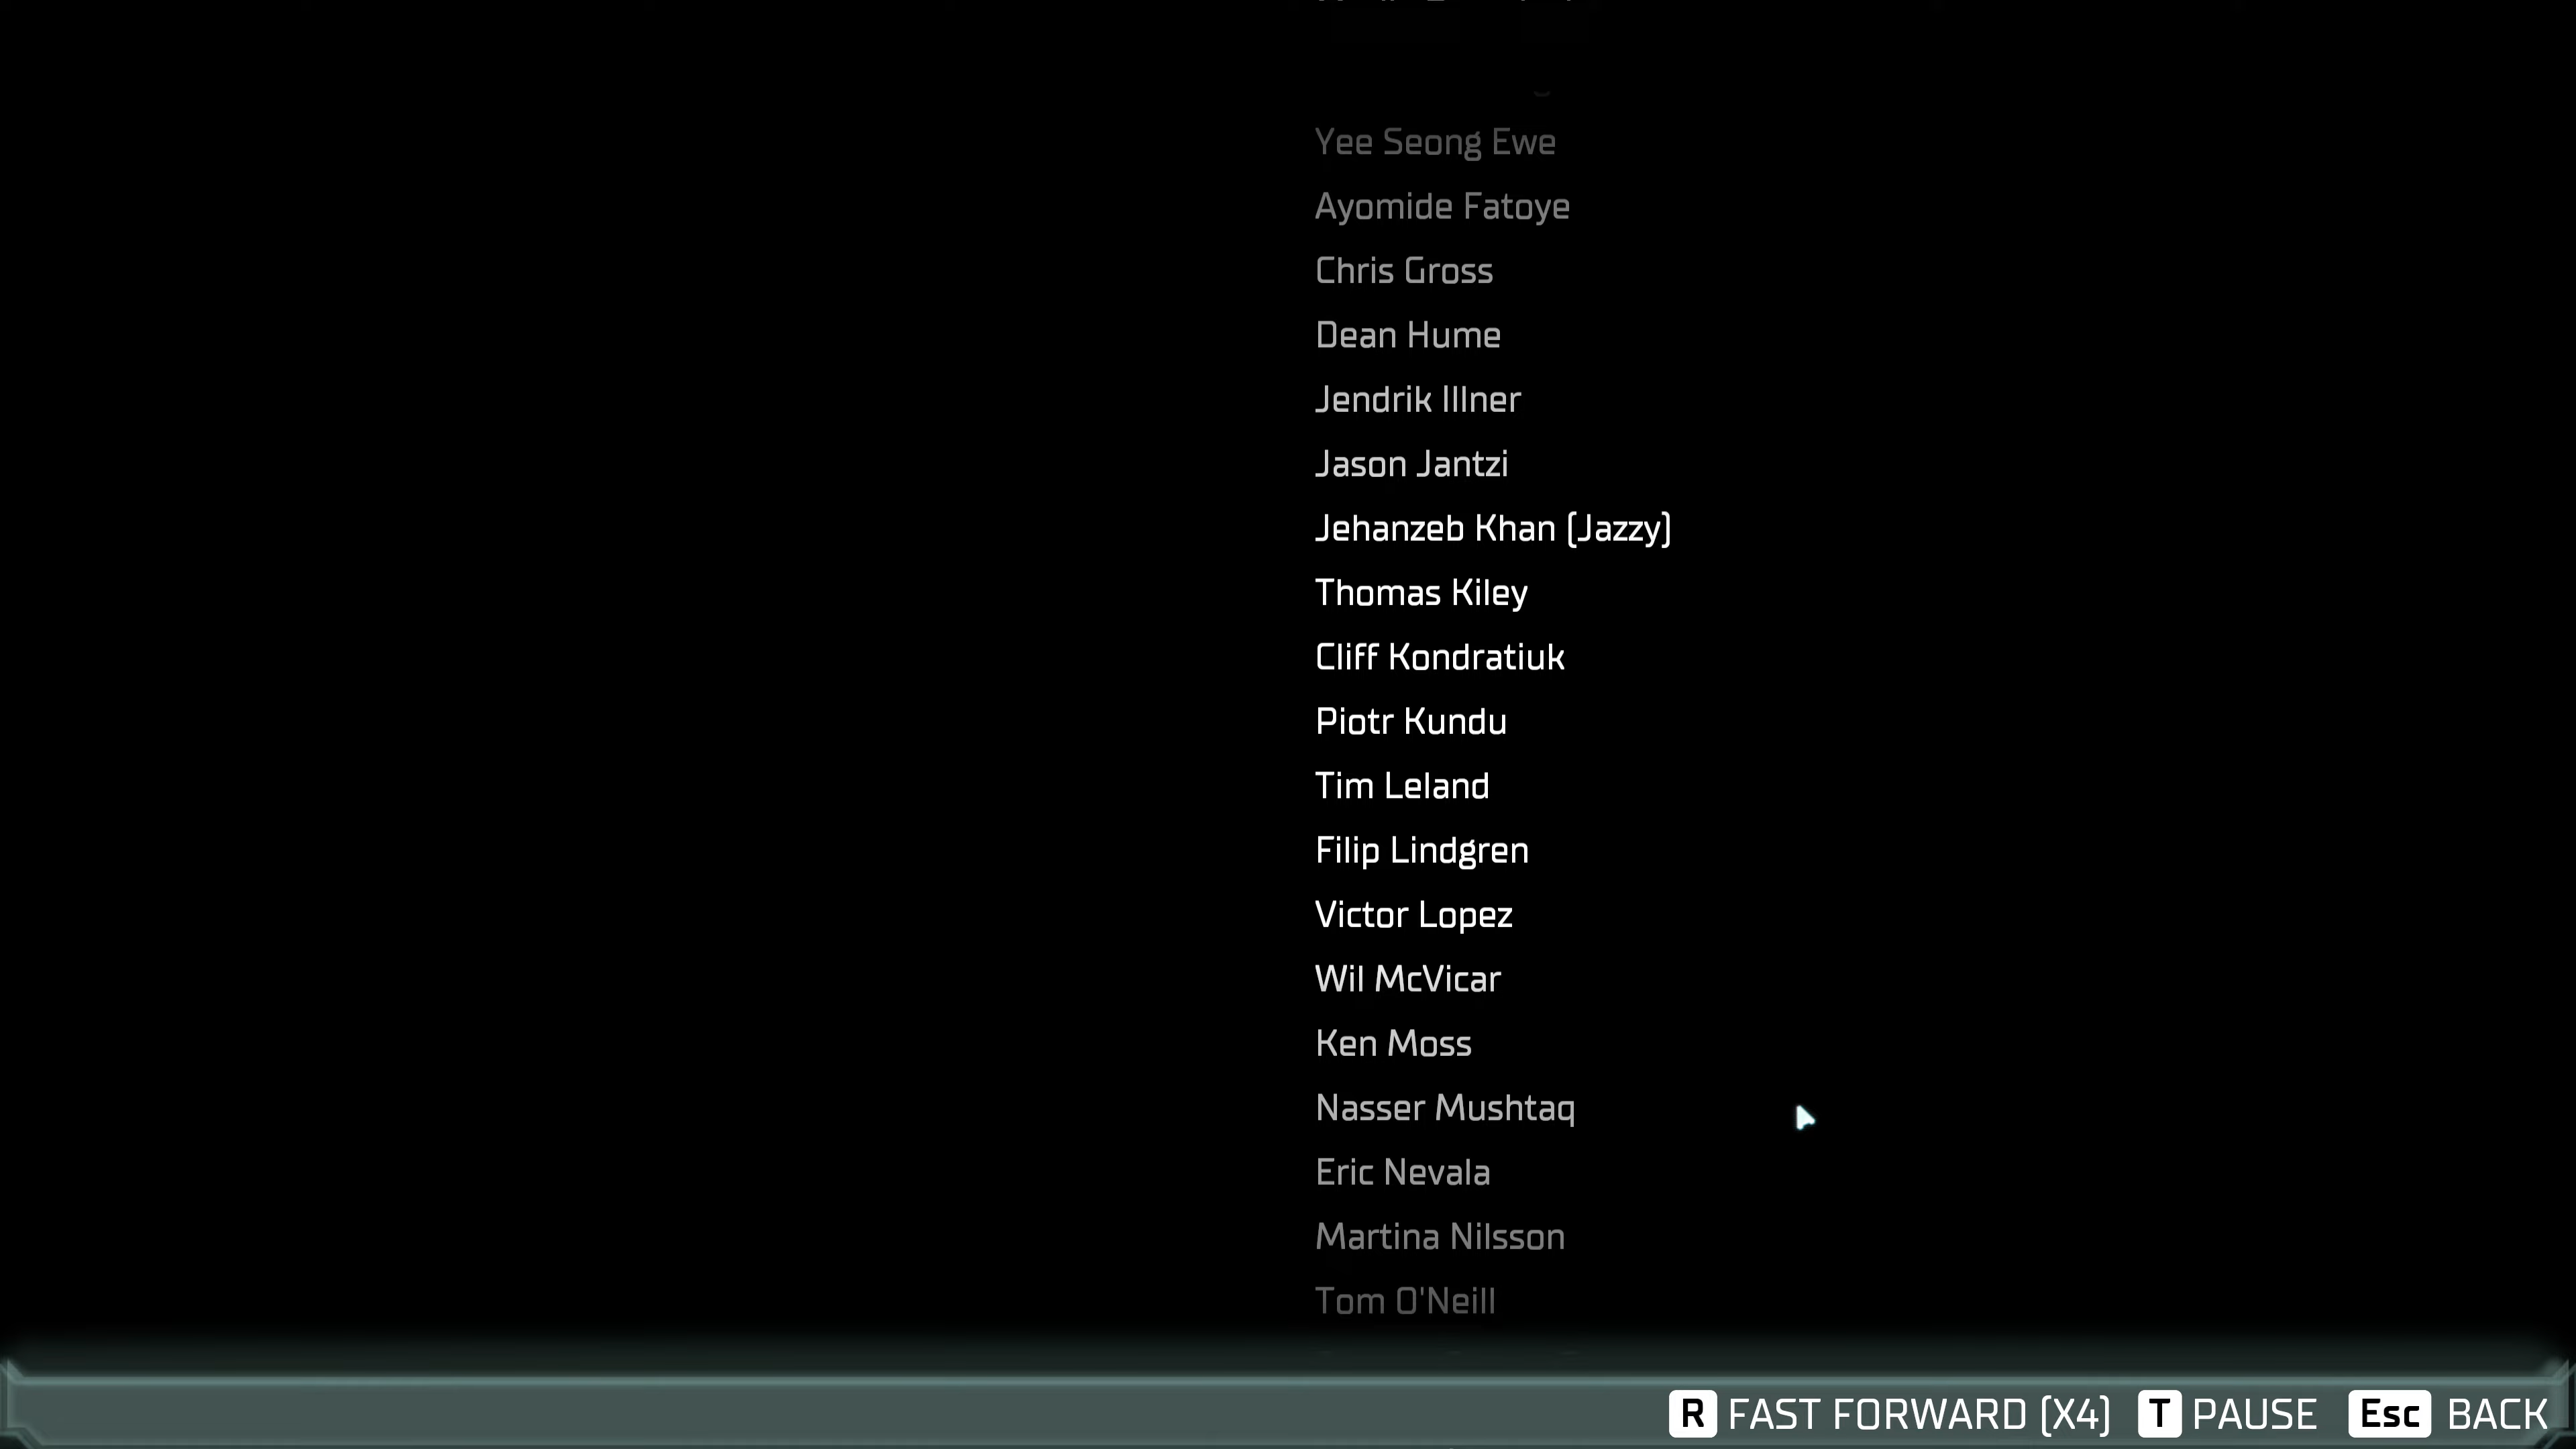 Yee Seong Ewe
Ayomide Fatoye
Chris Gross
Dean Hume
Jendrik Illner
Jason Jantzi
Jehanzeb Khan (Jazzy)
Thomas Kiley
Cliff Kondratiuk
Piotr Kundu
Tim Leland
Filip Lindgren
Victor Lopez
Wil McVicar
Ken Moss
Nasser Mushtaq
Eric Nevala
Martina Nilsson
Tom O'Neill
R FAST FORWARD (X4) T PAUSE Esc BACK